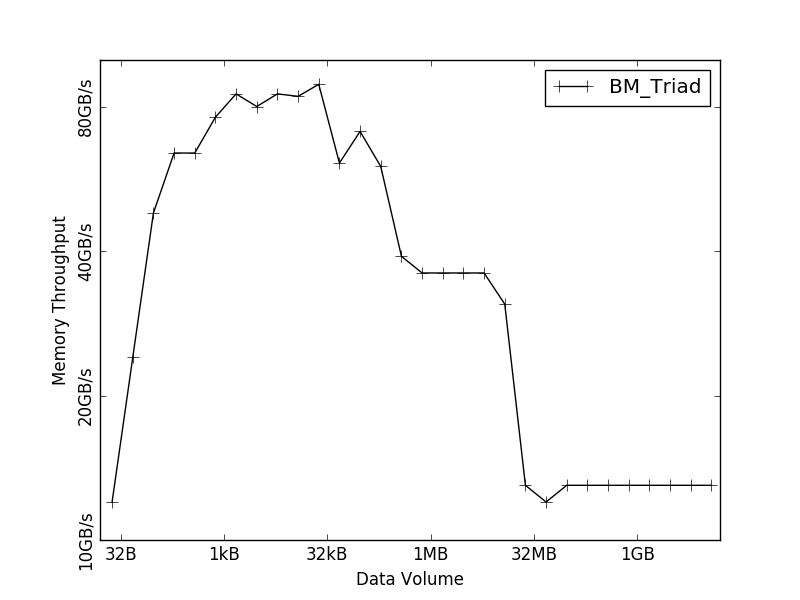 BM_Triad
80GB/s
40GB/s
20GB/s
10GB/s
Memory Throughput
32B 1kB 32kB 1MB 32MB 1GB
Data Volume